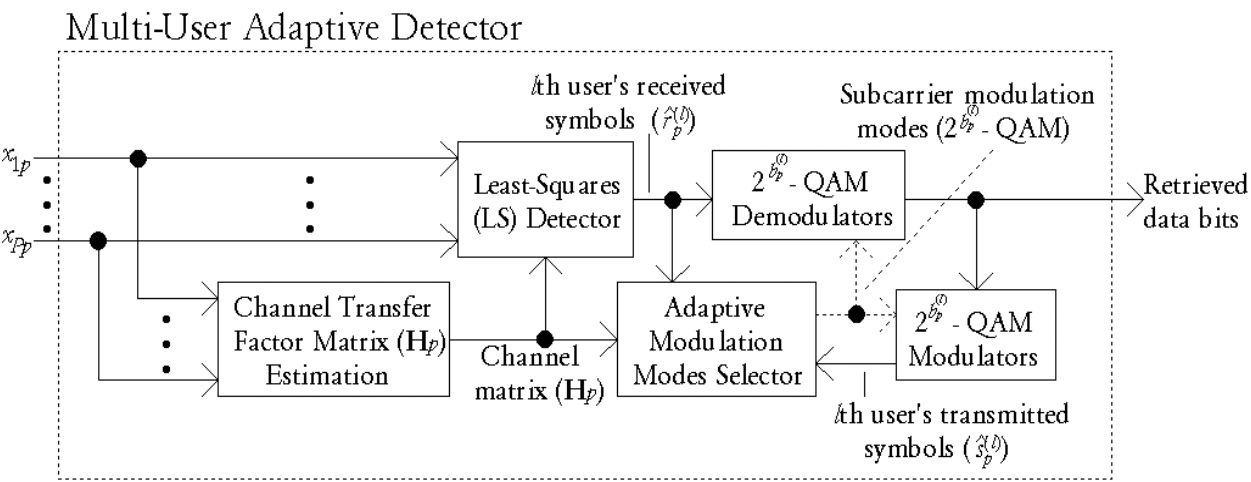 Multi-User Adaptive Detector
lth user's received
symbols (r̂ₚ⁽ˡ⁾)
Subcarrier modulation
modes (2^{bₚ⁽ˡ⁾} - QAM)
x₁ₚ
Least-Squares
(LS) Detector
2^{bₚ⁽ˡ⁾} - QAM
Demodulators
Retrieved
data bits
x_{Pp}
Channel Transfer
Factor Matrix (Hₚ)
Estimation
Channel
matrix (Hₚ)
Adaptive
Modulation
Modes Selector
2^{bₚ⁽ˡ⁾} - QAM
Modulators
lth user's transmitted
symbols (ŝₚ⁽ˡ⁾)